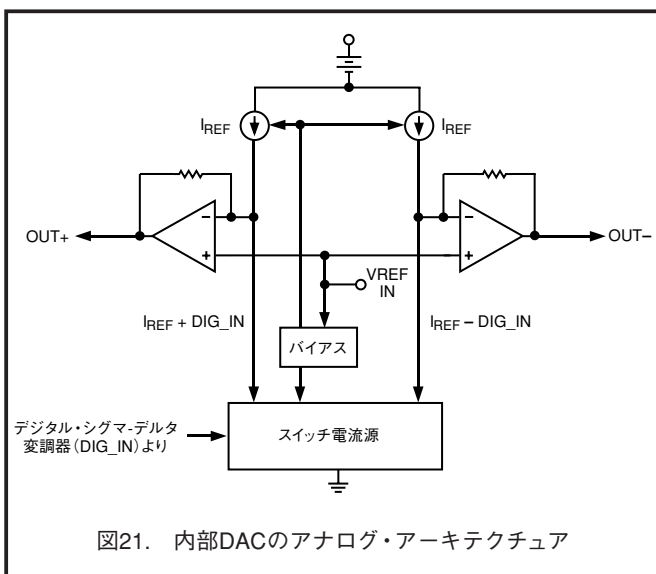 IREF
IREF
−
−
OUT+
OUT−
+
+
VREF
IN
IREF + DIG_IN
IREF − DIG_IN
バイアス
デジタル・シグマ-デルタ
変調器(DIG_IN)より
スイッチ電流源
図21. 内部DACのアナログ・アーキテクチュア